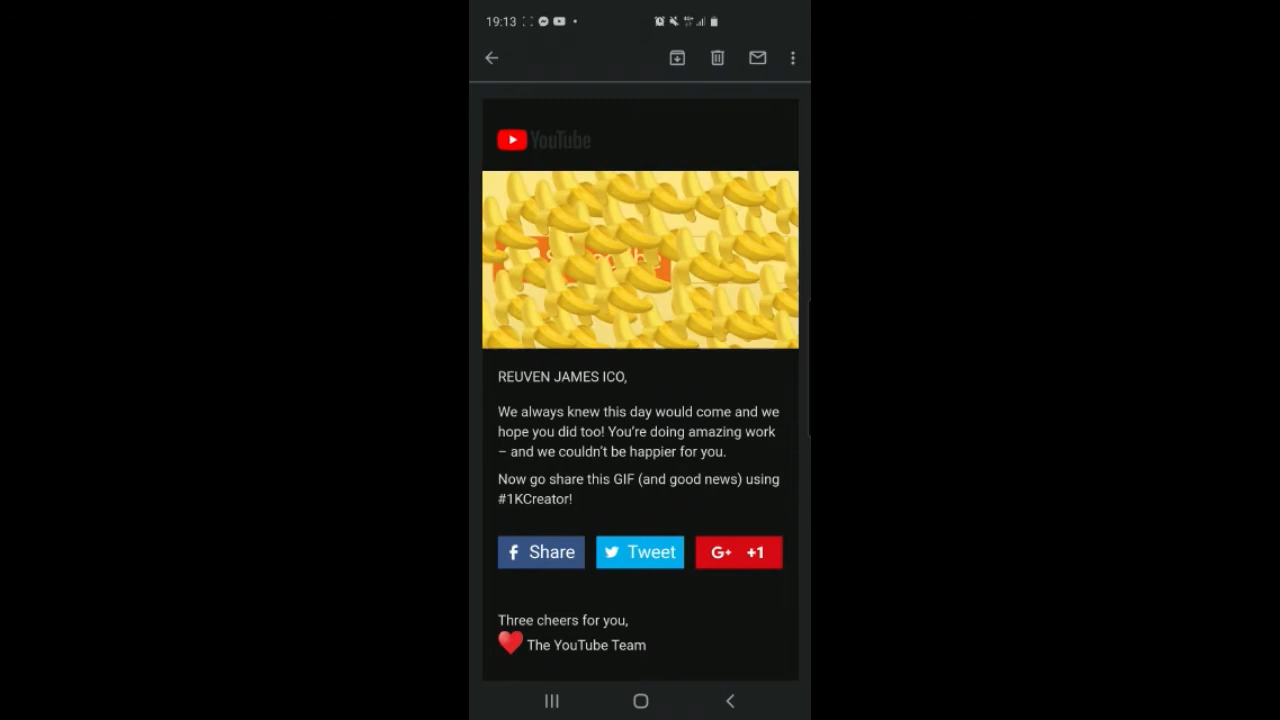 19:13
YouTube
REUVEN JAMES ICO,
We always knew this day would come and we
hope you did too! You’re doing amazing work
– and we couldn’t be happier for you.
Now go share this GIF (and good news) using
#1KCreator!
Share Tweet G+ +1
Three cheers for you,
The YouTube Team